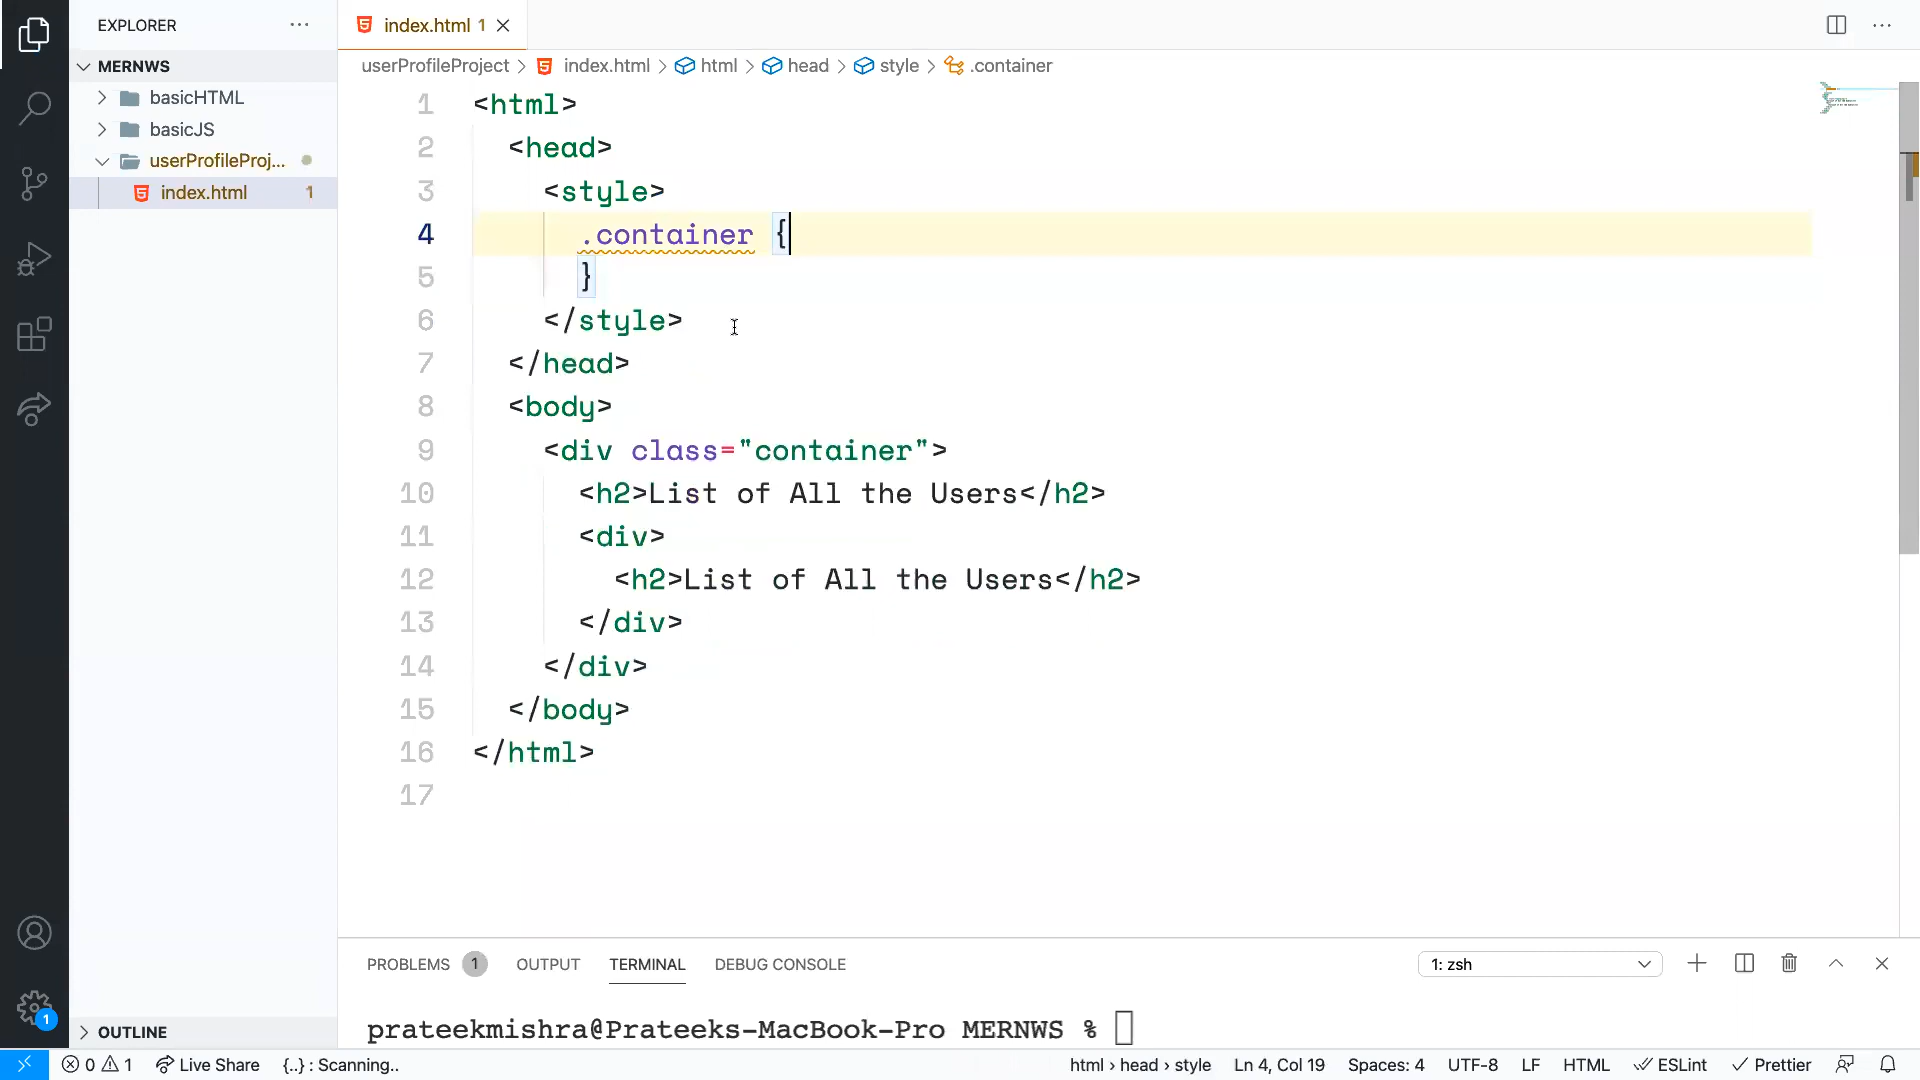 EXPLORER
MERNWS
basicHTML
basicJS
userProfileProj...
index.html 1
OUTLINE
index.html 1
userProfileProject > index.html > html > head > style > .container
1 <html>
2 <head>
3 <style>
4 .container {
5 }
6 </style>
7 </head>
8 <body>
9 <div class="container">
10 <h2>List of All the Users</h2>
11 <div>
12 <h2>List of All the Users</h2>
13 </div>
14 </div>
15 </body>
16 </html>
17
PROBLEMS 1 OUTPUT TERMINAL DEBUG CONSOLE 1: zsh
prateekmishra@Prateeks-MacBook-Pro MERNWS %
1
0 1 Live Share {..} : Scanning.. html > head > style Ln 4, Col 19 Spaces: 4 UTF-8 LF HTML ESLint Prettier